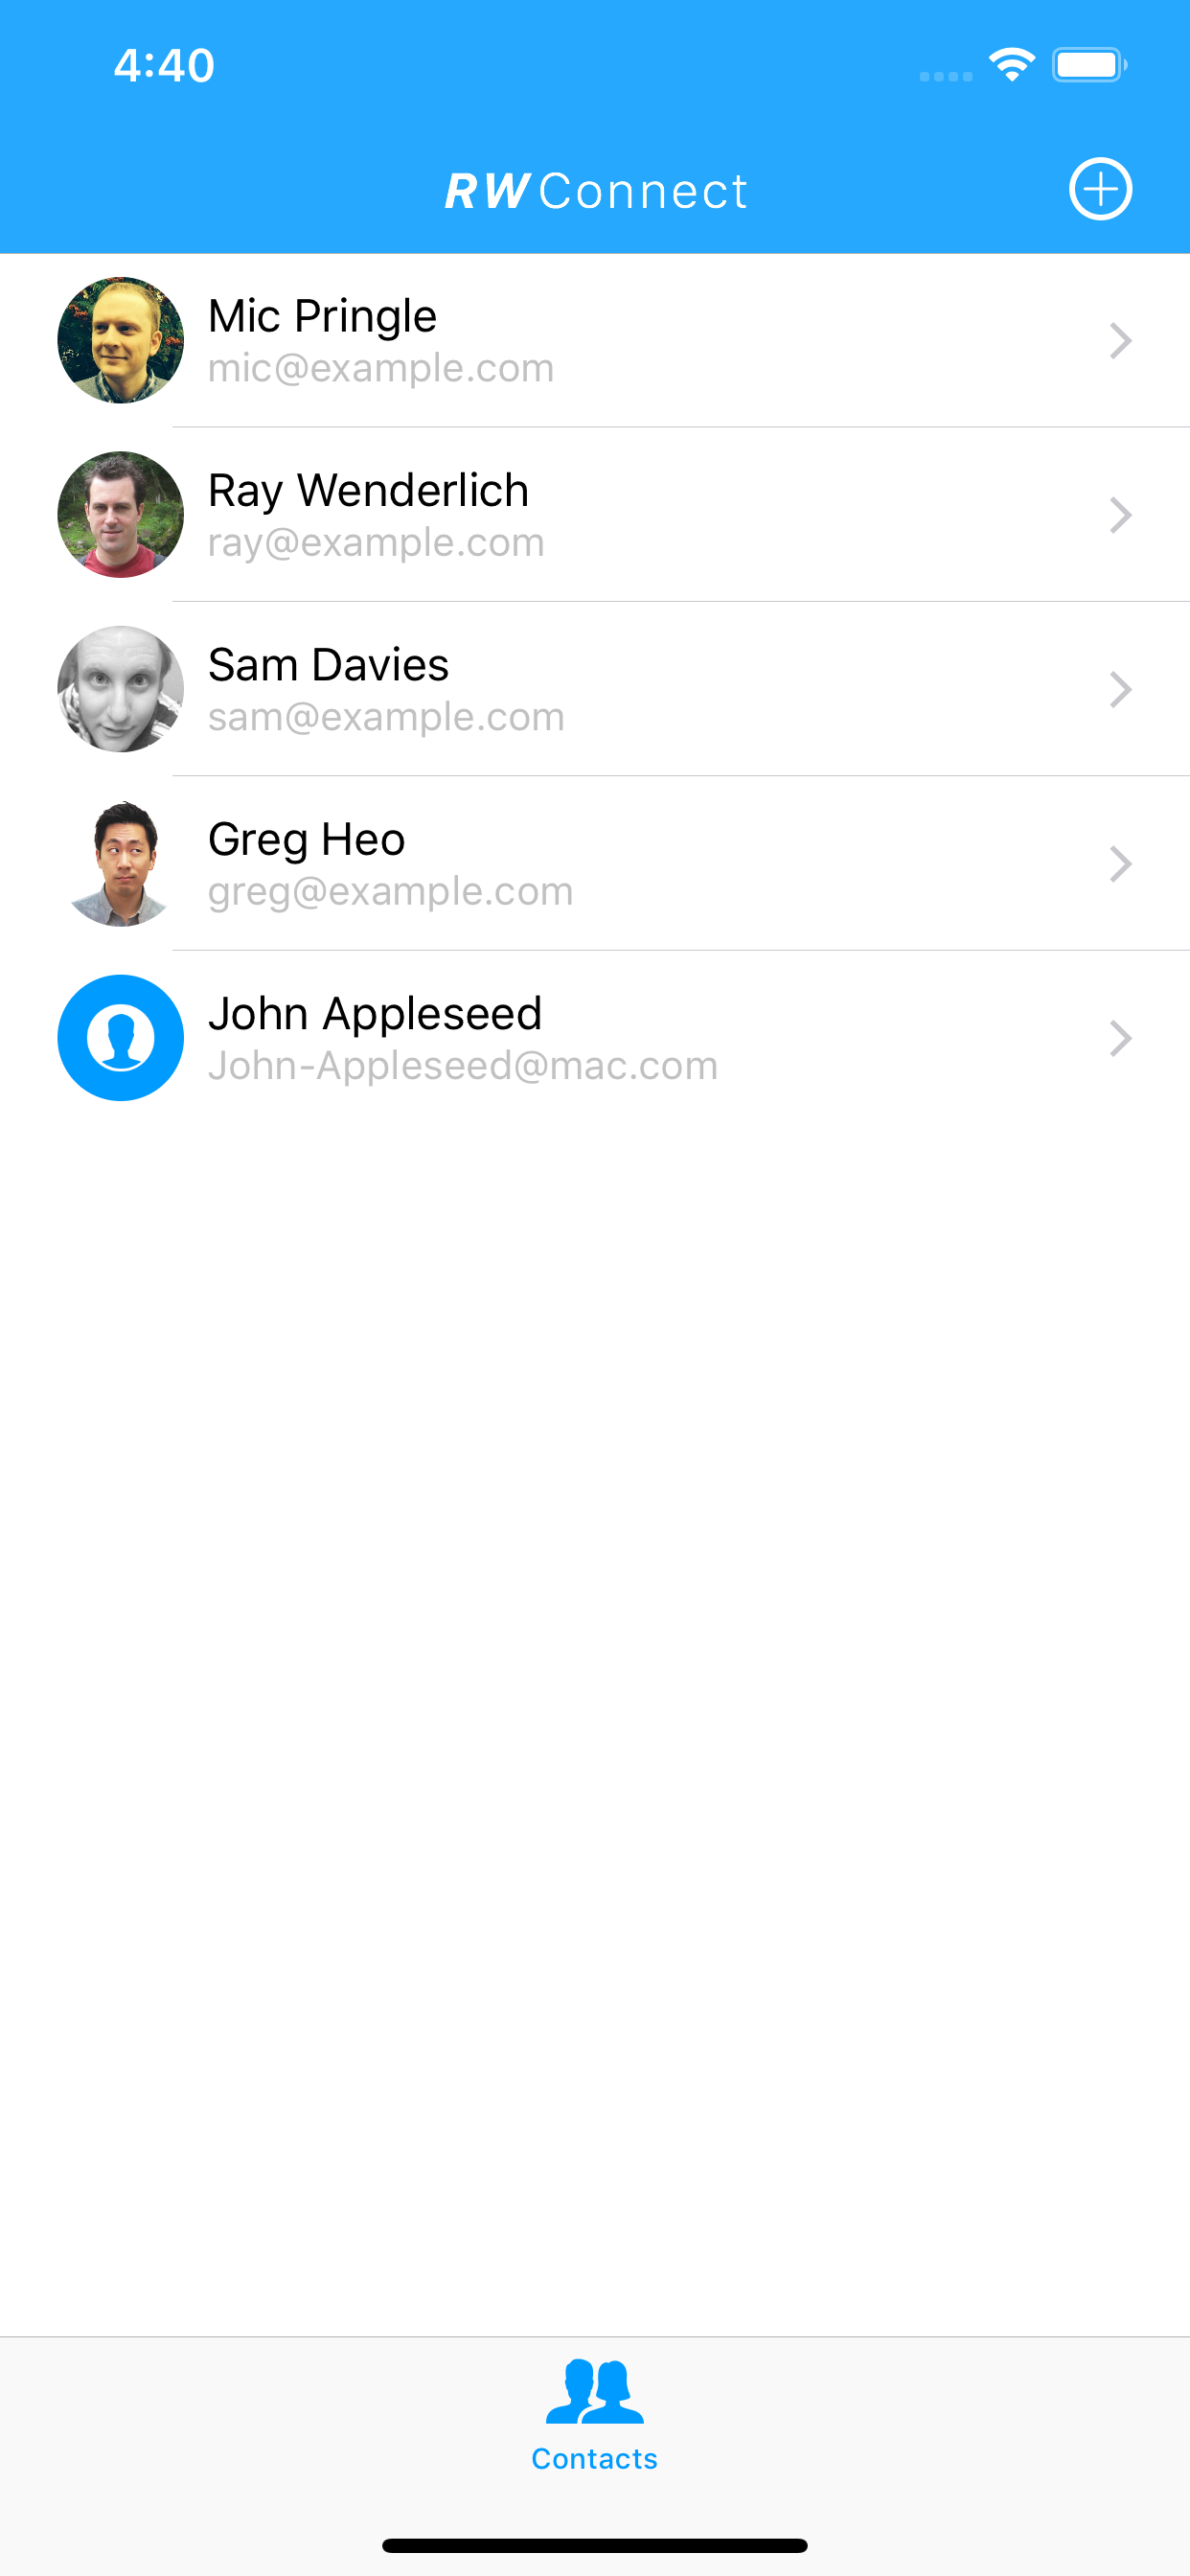 4:40
RWConnect
Mic Pringle
mic@example.com
Ray Wenderlich
ray@example.com
Sam Davies
sam@example.com
Greg Heo
greg@example.com
John Appleseed
John-Appleseed@mac.com
Contacts